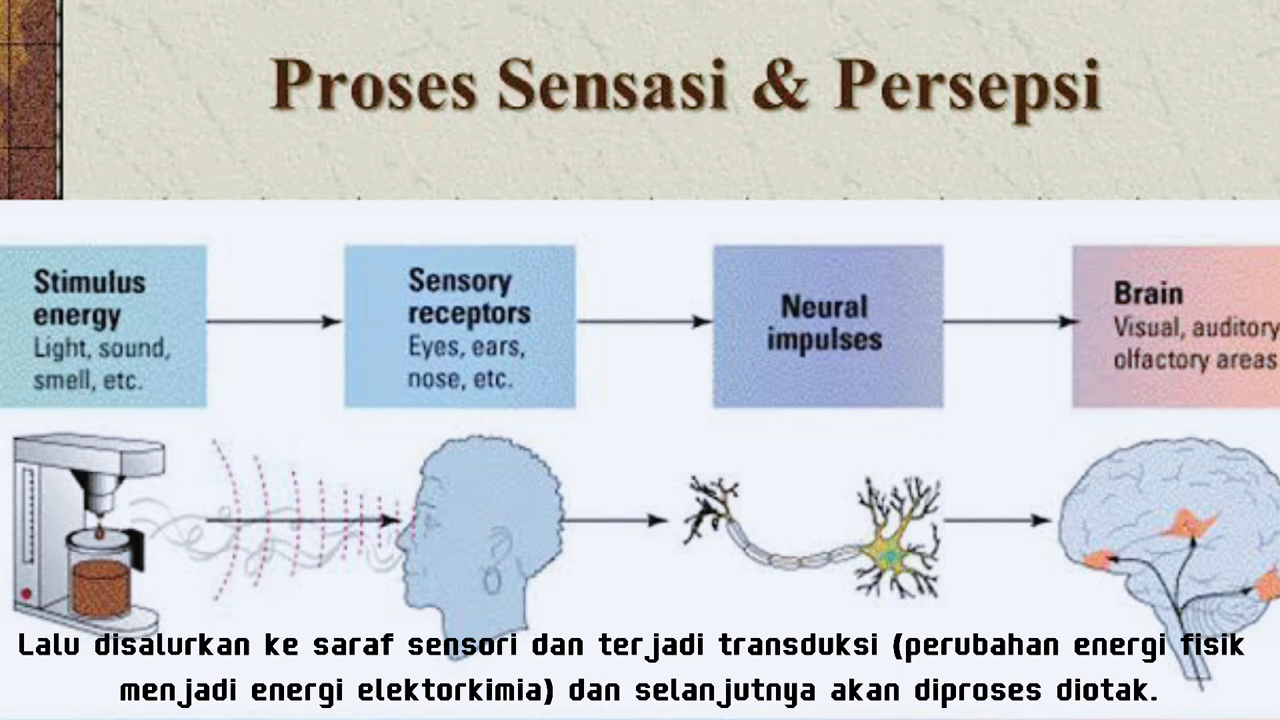 Proses Sensasi & Persepsi
Stimulus
energy
Light, sound,
smell, etc.
Sensory
receptors
Eyes, ears,
nose, etc.
Neural
impulses
Brain
Visual, auditory
olfactory areas
Lalu disalurkan ke saraf sensori dan terjadi transduksi (perubahan energi fisik
menjadi energi elektorkimia) dan selanjutnya akan diproses diotak.